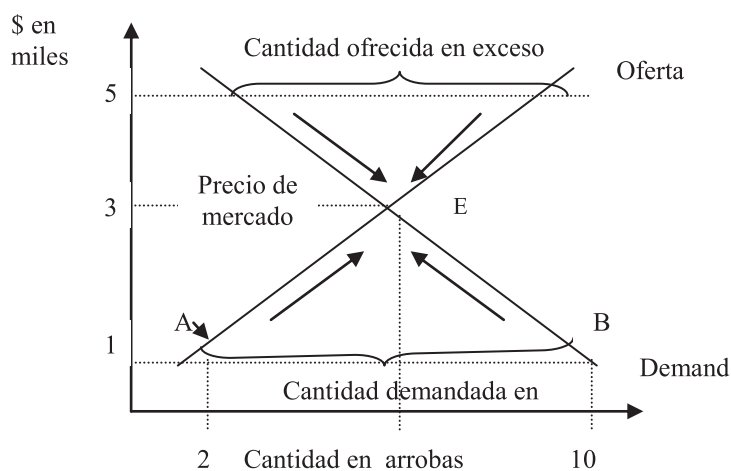 $ en
miles
Cantidad ofrecida en exceso
Oferta
5
Precio de
mercado
3
E
A
B
1
Demand
Cantidad demandada en
2
Cantidad en arrobas
10